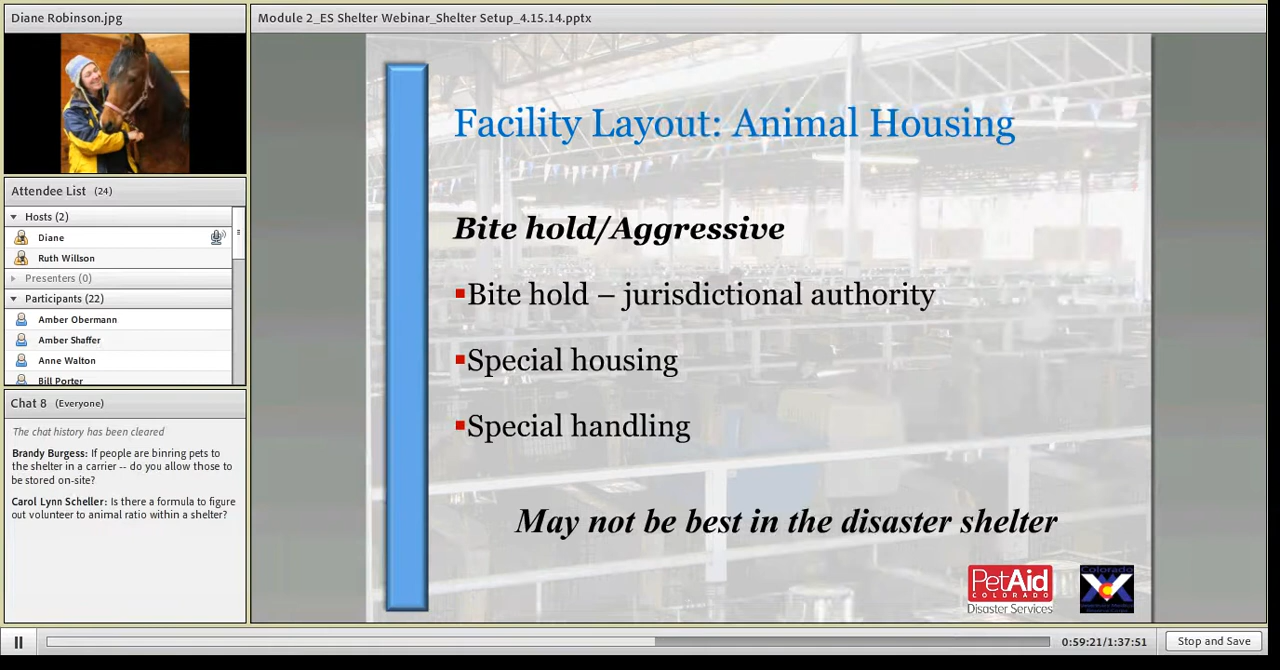 Diane Robinson.jpg
Module 2_ES Shelter Webinar_Shelter Setup_4.15.14.pptx
Attendee List (24)
Hosts (2)
Diane
Ruth Willson
Presenters (0)
Participants (22)
Amber Obermann
Amber Shaffer
Anne Walton
Bill Porter
Chat 8 (Everyone)
The chat history has been cleared
Brandy Burgess: If people are binring pets to
the shelter in a carrier -- do you allow those to
be stored on-site?
Carol Lynn Scheller: Is there a formula to figure
out volunteer to animal ratio within a shelter?
Facility Layout: Animal Housing
Bite hold/Aggressive
▪Bite hold – jurisdictional authority
▪Special housing
▪Special handling
May not be best in the disaster shelter
PetAid
COLORADO
Disaster Services
Colorado
0:59:21/1:37:51
Stop and Save